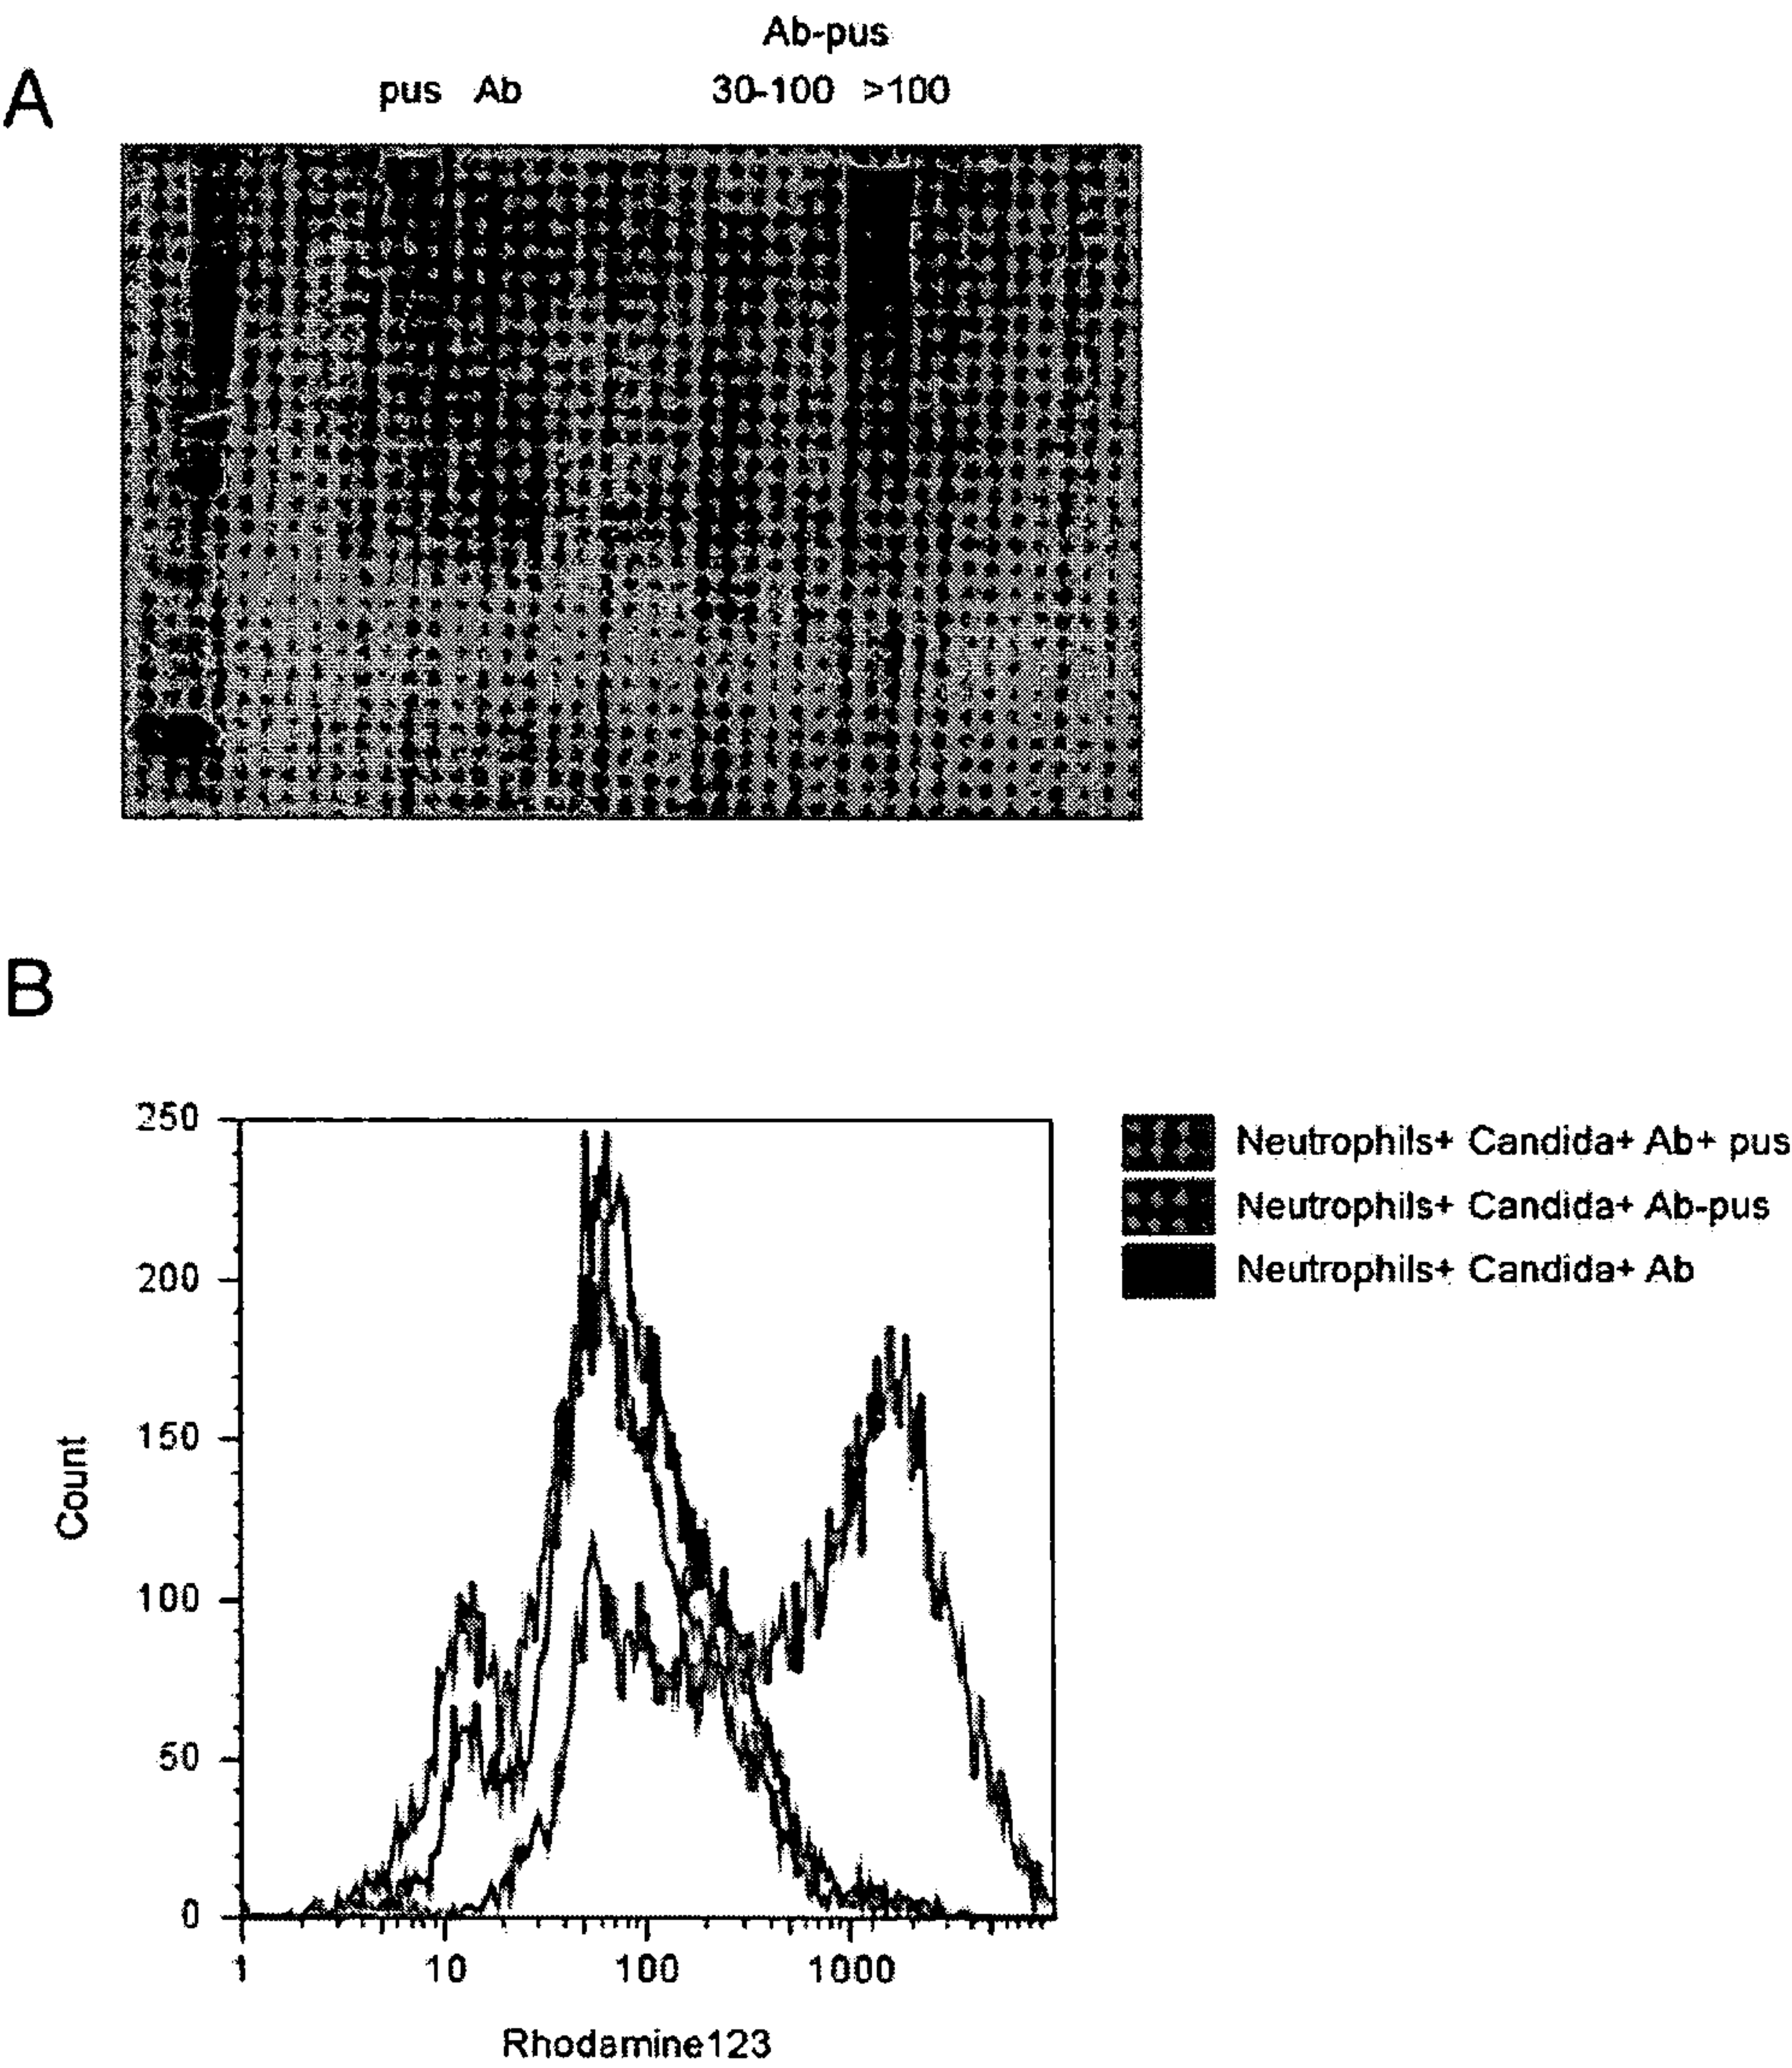 A
Ab-pus
pus Ab 30-100 >100
B
250
200
150
100
50
0
Count
1 10 100 1000
Rhodamine123
Neutrophils+ Candida+ Ab+ pus
Neutrophils+ Candida+ Ab-pus
Neutrophils+ Candida+ Ab